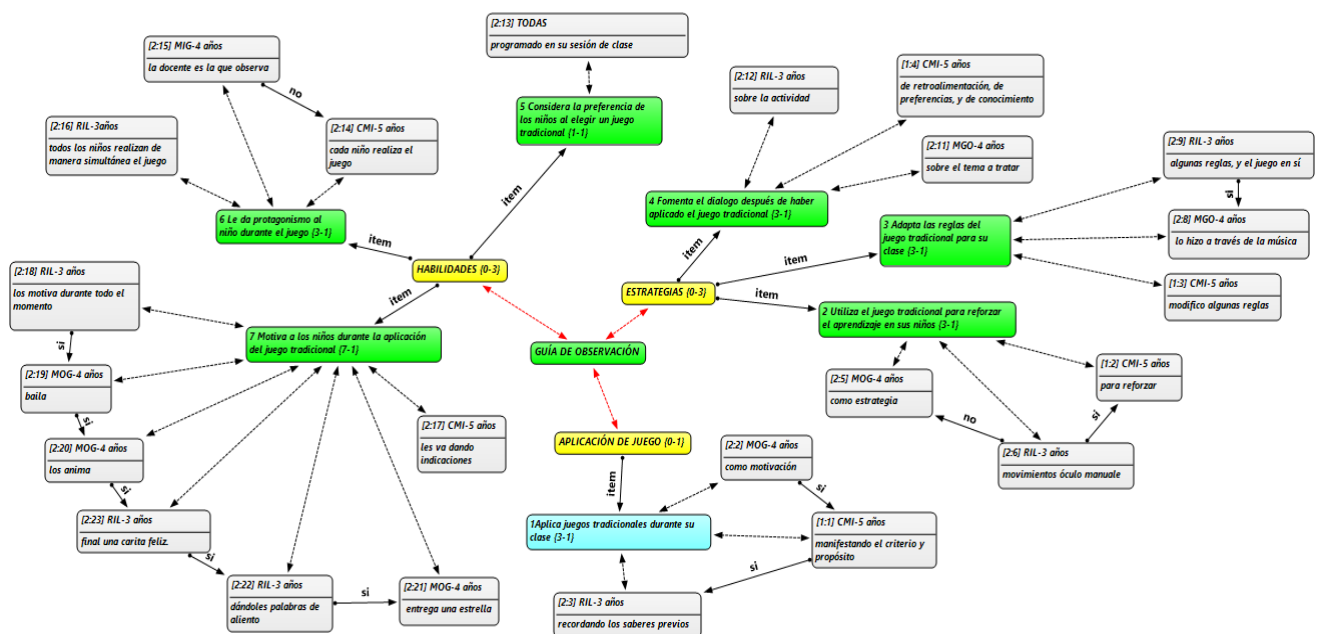 [2:13] TODAS
programado en su sesión de clase
[2:15] MIG-4 años
la docente es la que observa
no
[2:16] RIL-3años
todos los niños realizan de
manera simultánea el juego
[2:14] CMI-5 años
cada niño realiza el
juego
5 Considera la preferencia de
los niños al elegir un juego
tradicional {1-1}
item
6 Le da protagonismo al
niño durante el juego {3-1}
item
HABILIDADES {0-3}
item
[2:12] RIL-3 años
sobre la actividad
[1:4] CMI-5 años
de retroalimentación, de
preferencias, y de conocimiento
[2:11] MGO-4 años
sobre el tema a tratar
4 Fomenta el dialogo después de haber
aplicado el juego tradicional {3-1}
item
[2:9] RIL-3 años
algunas reglas, y el juego en sí
si
[2:8] MGO-4 años
lo hizo a través de la música
3 Adapta las reglas del
juego tradicional para su
clase {3-1}
item
[1:3] CMI-5 años
modifico algunas reglas
ESTRATEGIAS {0-3}
item
2 Utiliza el juego tradicional para reforzar
el aprendizaje en sus niños {3-1}
[2:18] RIL-3 años
los motiva durante todo el
momento
si
7 Motiva a los niños durante la aplicación
del juego tradicional {7-1}
GUÍA DE OBSERVACIÓN
[2:19] MOG-4 años
baila
si
[2:5] MOG-4 años
como estrategia
no
[1:2] CMI-5 años
para reforzar
si
[2:6] RIL-3 años
movimientos óculo manuale
[2:20] MOG-4 años
los anima
si
[2:17] CMI-5
les va dando
indicaciones
APLICACIÓN DE JUEGO {0-1}
item
[2:2] MOG-4 años
como motivación
si
[2:23] RIL-3 años
final una carita feliz.
si
1Aplica juegos tradicionales durante su
clase {3-1}
[1:1] CMI-5 años
manifestando el criterio y
propósito
si
[2:22] RIL-3 años
dándoles palabras de
aliento
si
[2:21] MOG-4 años
entrega una estrella
[2:3] RIL-3 años
recordando los saberes previos